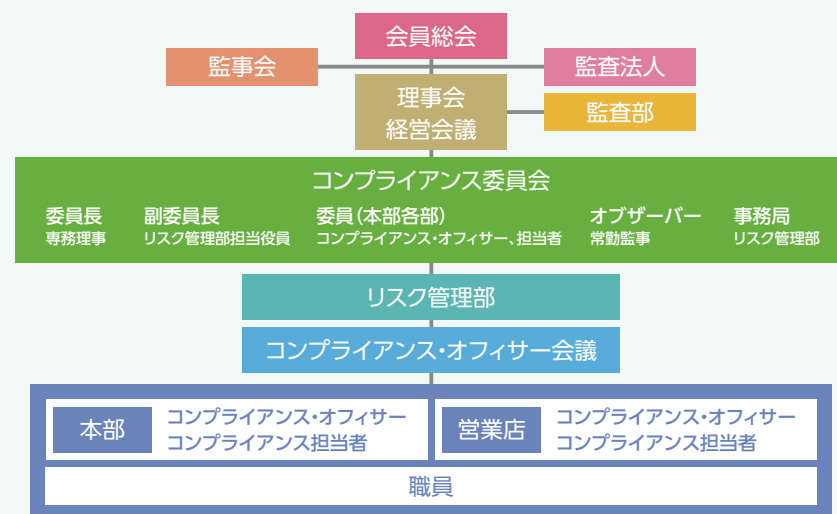 会員総会
監事会
監査法人
理事会
経営会議
監査部
コンプライアンス委員会
委員長
専務理事
副委員長
リスク管理部担当役員
委員(本部各部)
コンプライアンス・オフィサー、担当者
オブザーバー
常勤監事
事務局
リスク管理部
リスク管理部
コンプライアンス・オフィサー会議
本部
コンプライアンス・オフィサー
コンプライアンス担当者
営業店
コンプライアンス・オフィサー
コンプライアンス担当者
職員